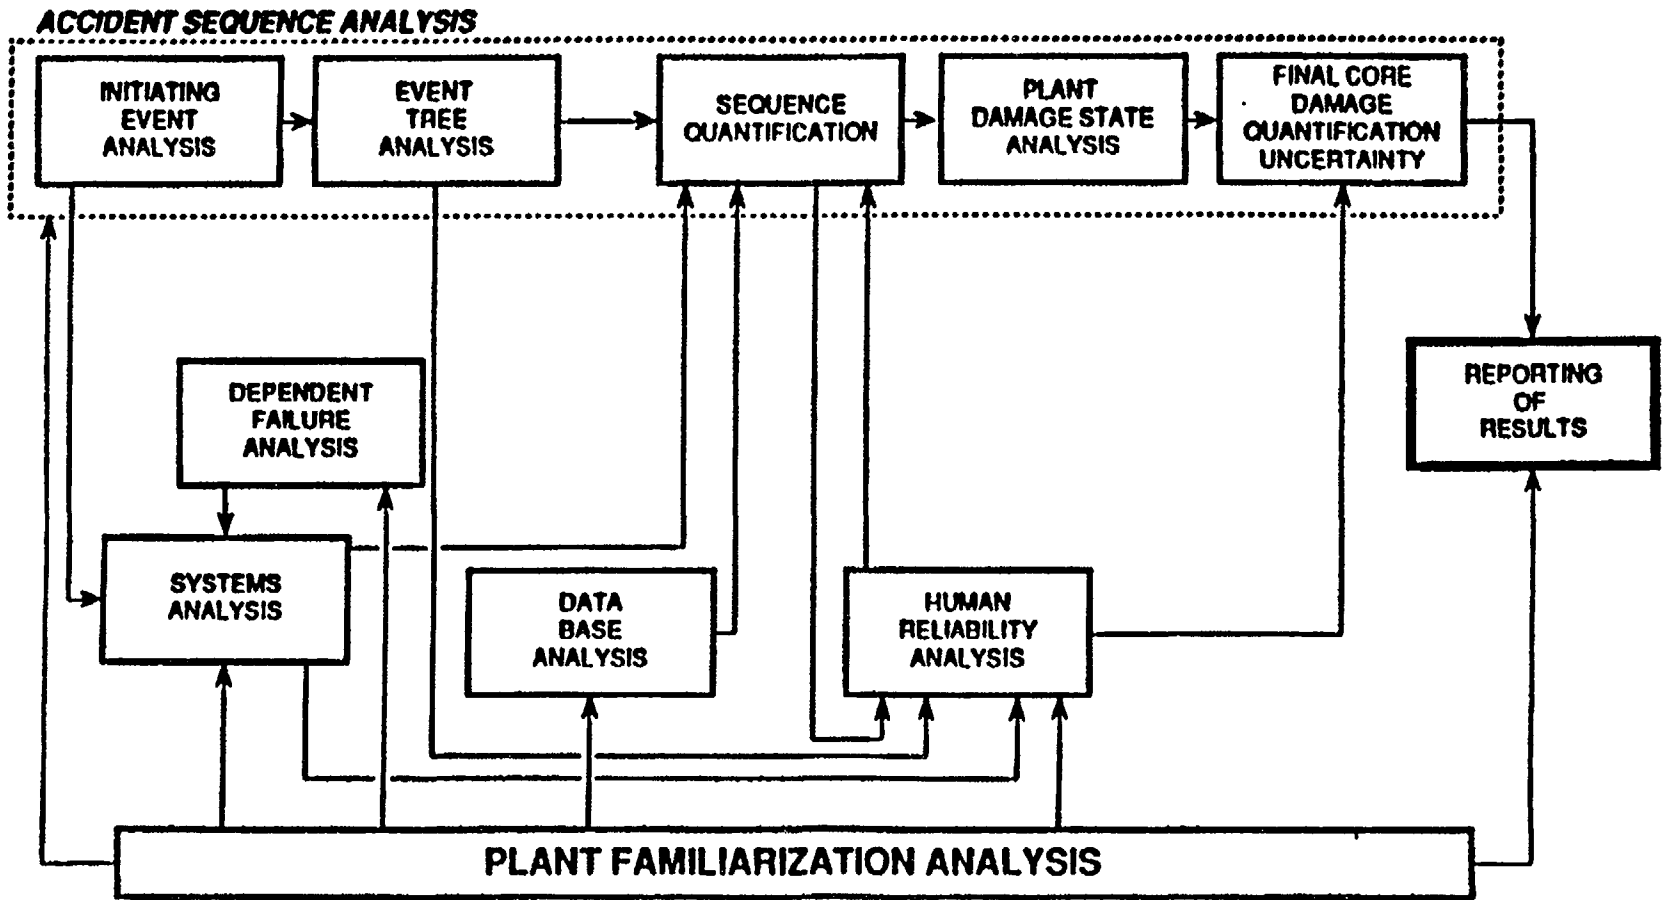 ACCIDENT SEQUENCE ANALYSIS
INITIATING
EVENT
ANALYSIS
EVENT
TREE
ANALYSIS
SEQUENCE
QUANTIFICATION
PLANT
DAMAGE STATE
ANALYSIS
FINAL CORE
DAMAGE
QUANTIFICATION
UNCERTAINTY
DEPENDENT
FAILURE
ANALYSIS
REPORTING
OF
RESULTS
SYSTEMS
ANALYSIS
DATA
BASE
ANALYSIS
HUMAN
RELIABILITY
ANALYSIS
PLANT FAMILIARIZATION ANALYSIS